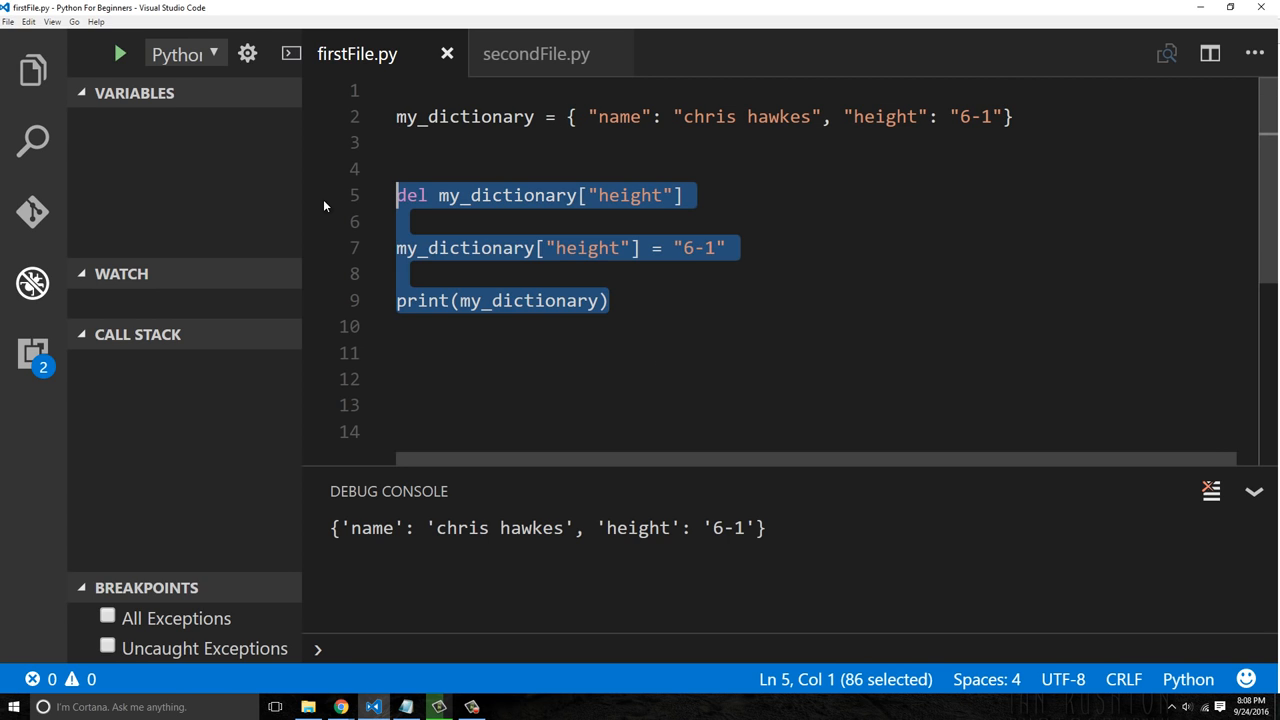 firstFile.py - Python For Beginners - Visual Studio Code
File Edit View Go Help
Python
firstFile.py
secondFile.py
VARIABLES
WATCH
CALL STACK
BREAKPOINTS
All Exceptions
Uncaught Exceptions
2
1
2 my_dictionary = { "name": "chris hawkes", "height": "6-1"}
3
4
5 del my_dictionary["height"]
6
7 my_dictionary["height"] = "6-1"
8
9 print(my_dictionary)
10
11
12
13
14
DEBUG CONSOLE
{'name': 'chris hawkes', 'height': '6-1'}
0 0
Ln 5, Col 1 (86 selected) Spaces: 4 UTF-8 CRLF Python
I'm Cortana. Ask me anything.
8:08 PM
9/24/2016